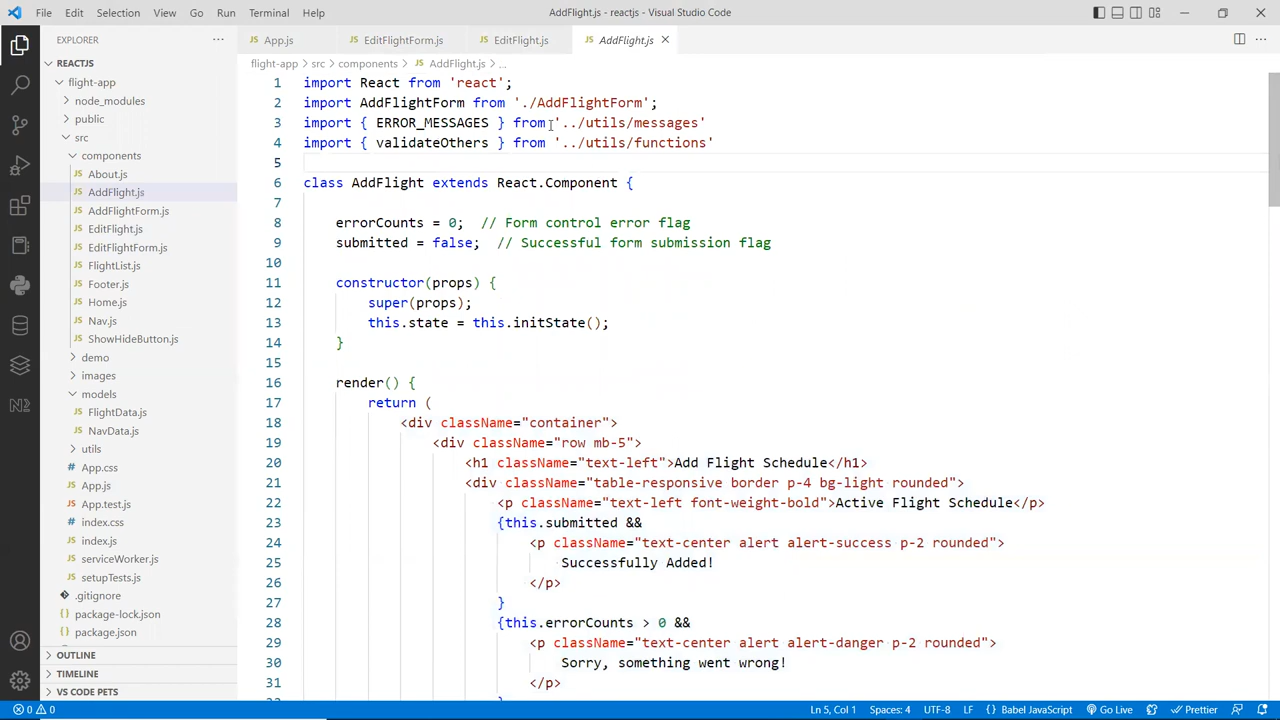 File Edit Selection View Go Run Terminal Help
AddFlight.js - reactjs - Visual Studio Code
EXPLORER
REACTJS
flight-app
node_modules
public
src
components
About.js
AddFlight.js
AddFlightForm.js
EditFlight.js
EditFlightForm.js
FlightList.js
Footer.js
Home.js
Nav.js
ShowHideButton.js
demo
images
models
FlightData.js
NavData.js
utils
App.css
App.js
App.test.js
index.css
index.js
serviceWorker.js
setupTests.js
.gitignore
package-lock.json
package.json
OUTLINE
TIMELINE
VS CODE PETS
App.js EditFlightForm.js EditFlight.js AddFlight.js
flight-app > src > components > AddFlight.js > ...
1 import React from 'react';
2 import AddFlightForm from './AddFlightForm';
3 import { ERROR_MESSAGES } from '../utils/messages'
4 import { validateOthers } from '../utils/functions'
5
6 class AddFlight extends React.Component {
7
8 errorCounts = 0; // Form control error flag
9 submitted = false; // Successful form submission flag
10
11 constructor(props) {
12 super(props);
13 this.state = this.initState();
14 }
15
16 render() {
17 return (
18 <div className="container">
19 <div className="row mb-5">
20 <h1 className="text-left">Add Flight Schedule</h1>
21 <div className="table-responsive border p-4 bg-light rounded">
22 <p className="text-left font-weight-bold">Active Flight Schedule</p>
23 {this.submitted &&
24 <p className="text-center alert alert-success p-2 rounded">
25 Successfully Added!
26 </p>
27 }
28 {this.errorCounts > 0 &&
29 <p className="text-center alert alert-danger p-2 rounded">
30 Sorry, something went wrong!
31 </p>
0 0 Ln 5, Col 1 Spaces: 4 UTF-8 LF {} Babel JavaScript Go Live Prettier